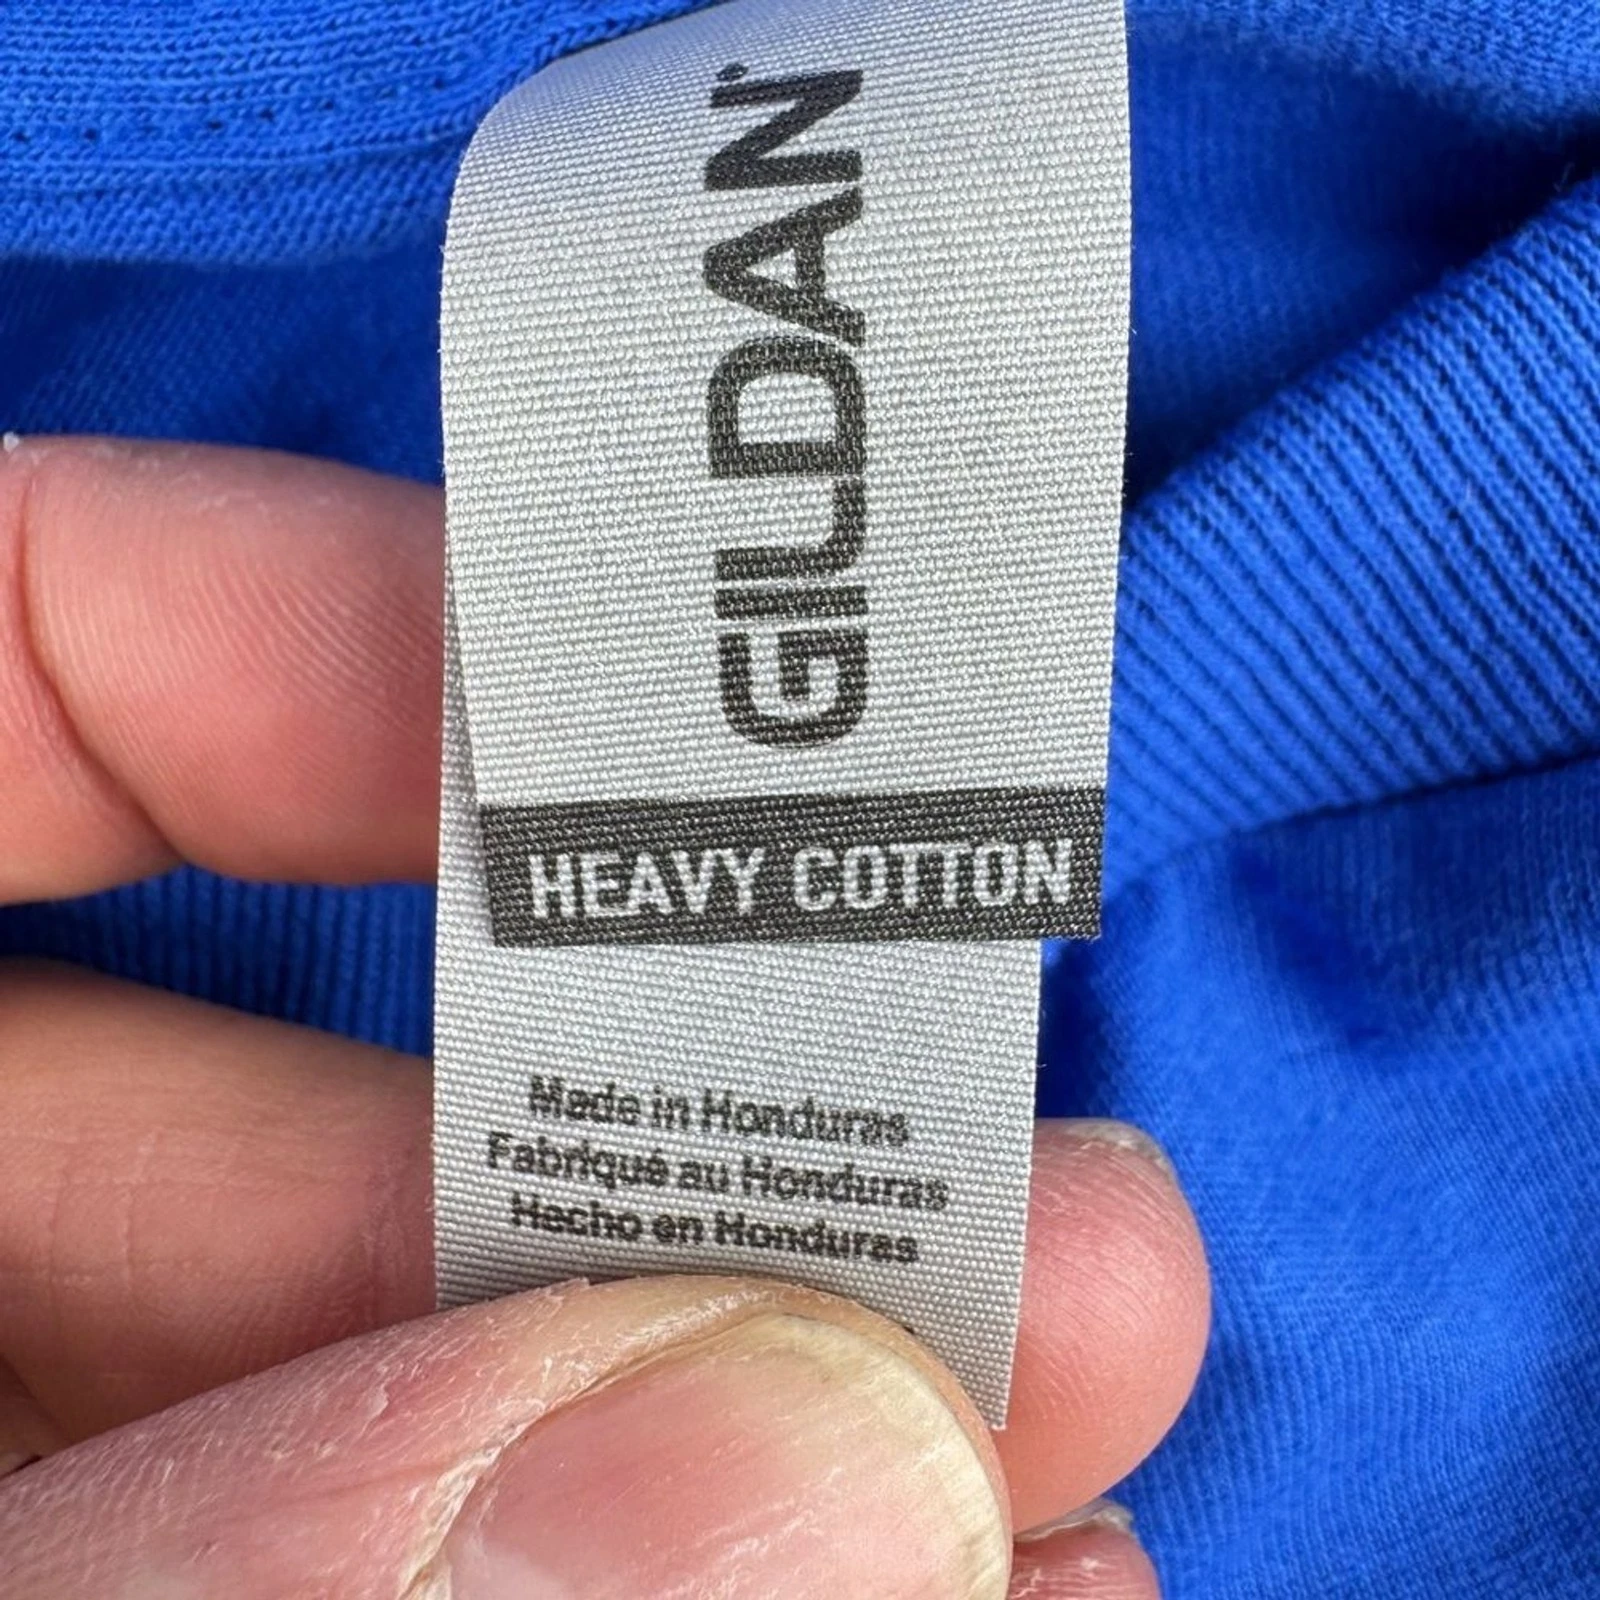 GILDAN
HEAVY COTTON
Made in Honduras
Fabriqué au Honduras
Hecho en Honduras